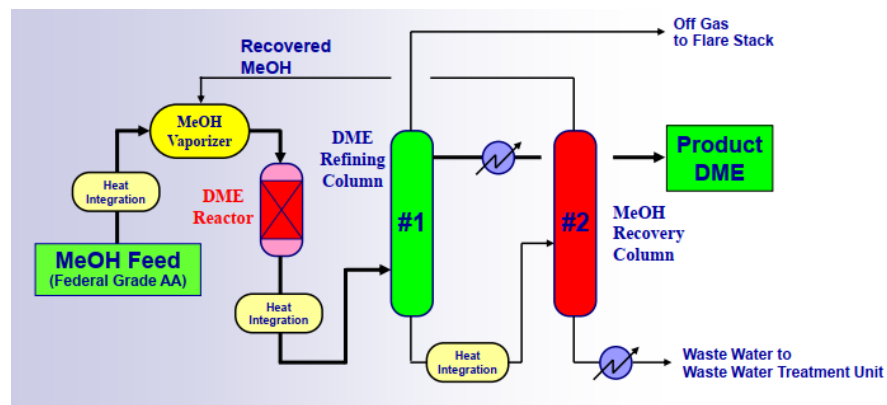 Off Gas
to Flare Stack
Recovered
MeOH
MeOH
Vaporizer
DME
Refining
Column
Product
DME
Heat
Integration
DME
Reactor
#1
#2
MeOH
Recovery
Column
MeOH Feed
(Federal Grade AA)
Heat
Integration
Heat
Integration
Waste Water to
Waste Water Treatment Unit